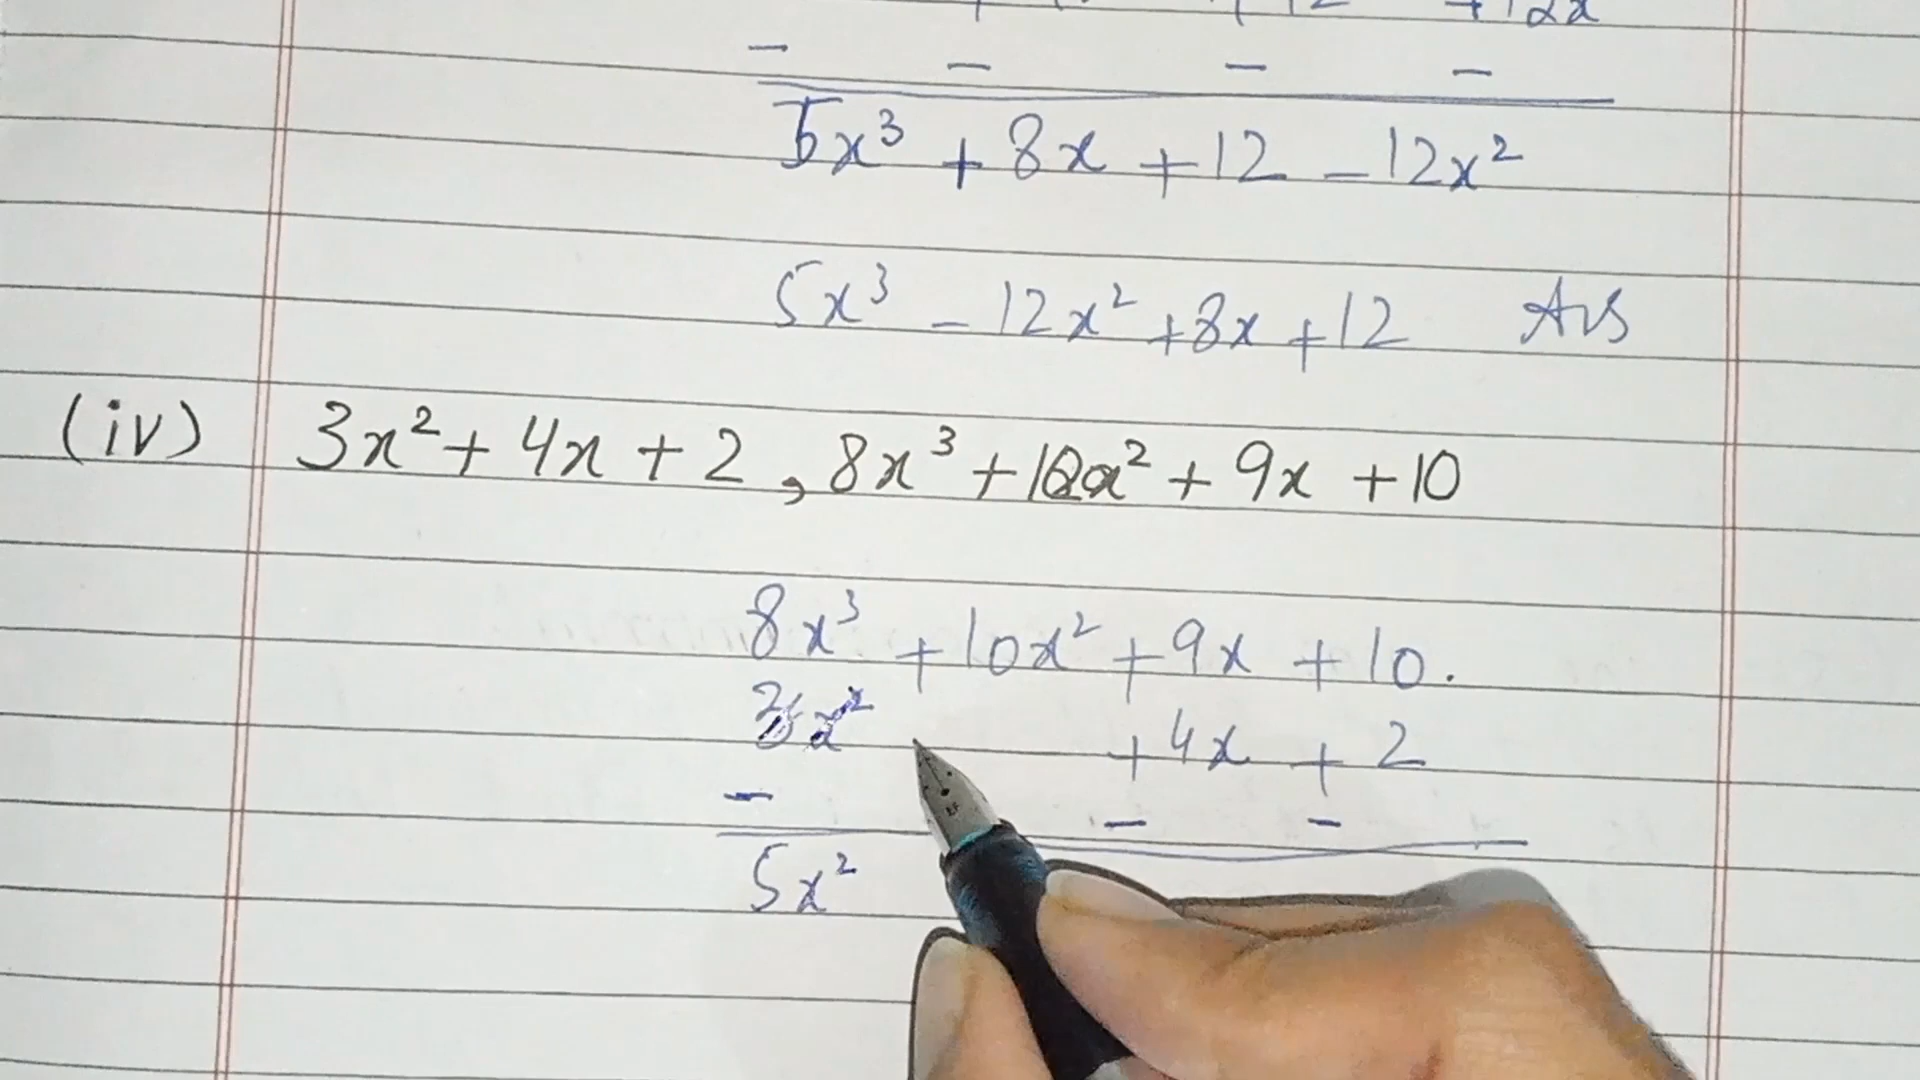 - - - -
5x³ + 8x + 12 - 12x²
5x³ - 12x² + 8x + 12 Ans
(iv) 3x² + 4x + 2, 8x³ + 10x² + 9x + 10
8x³ + 10x² + 9x + 10.
3x² + 4x + 2
- - -
5x²